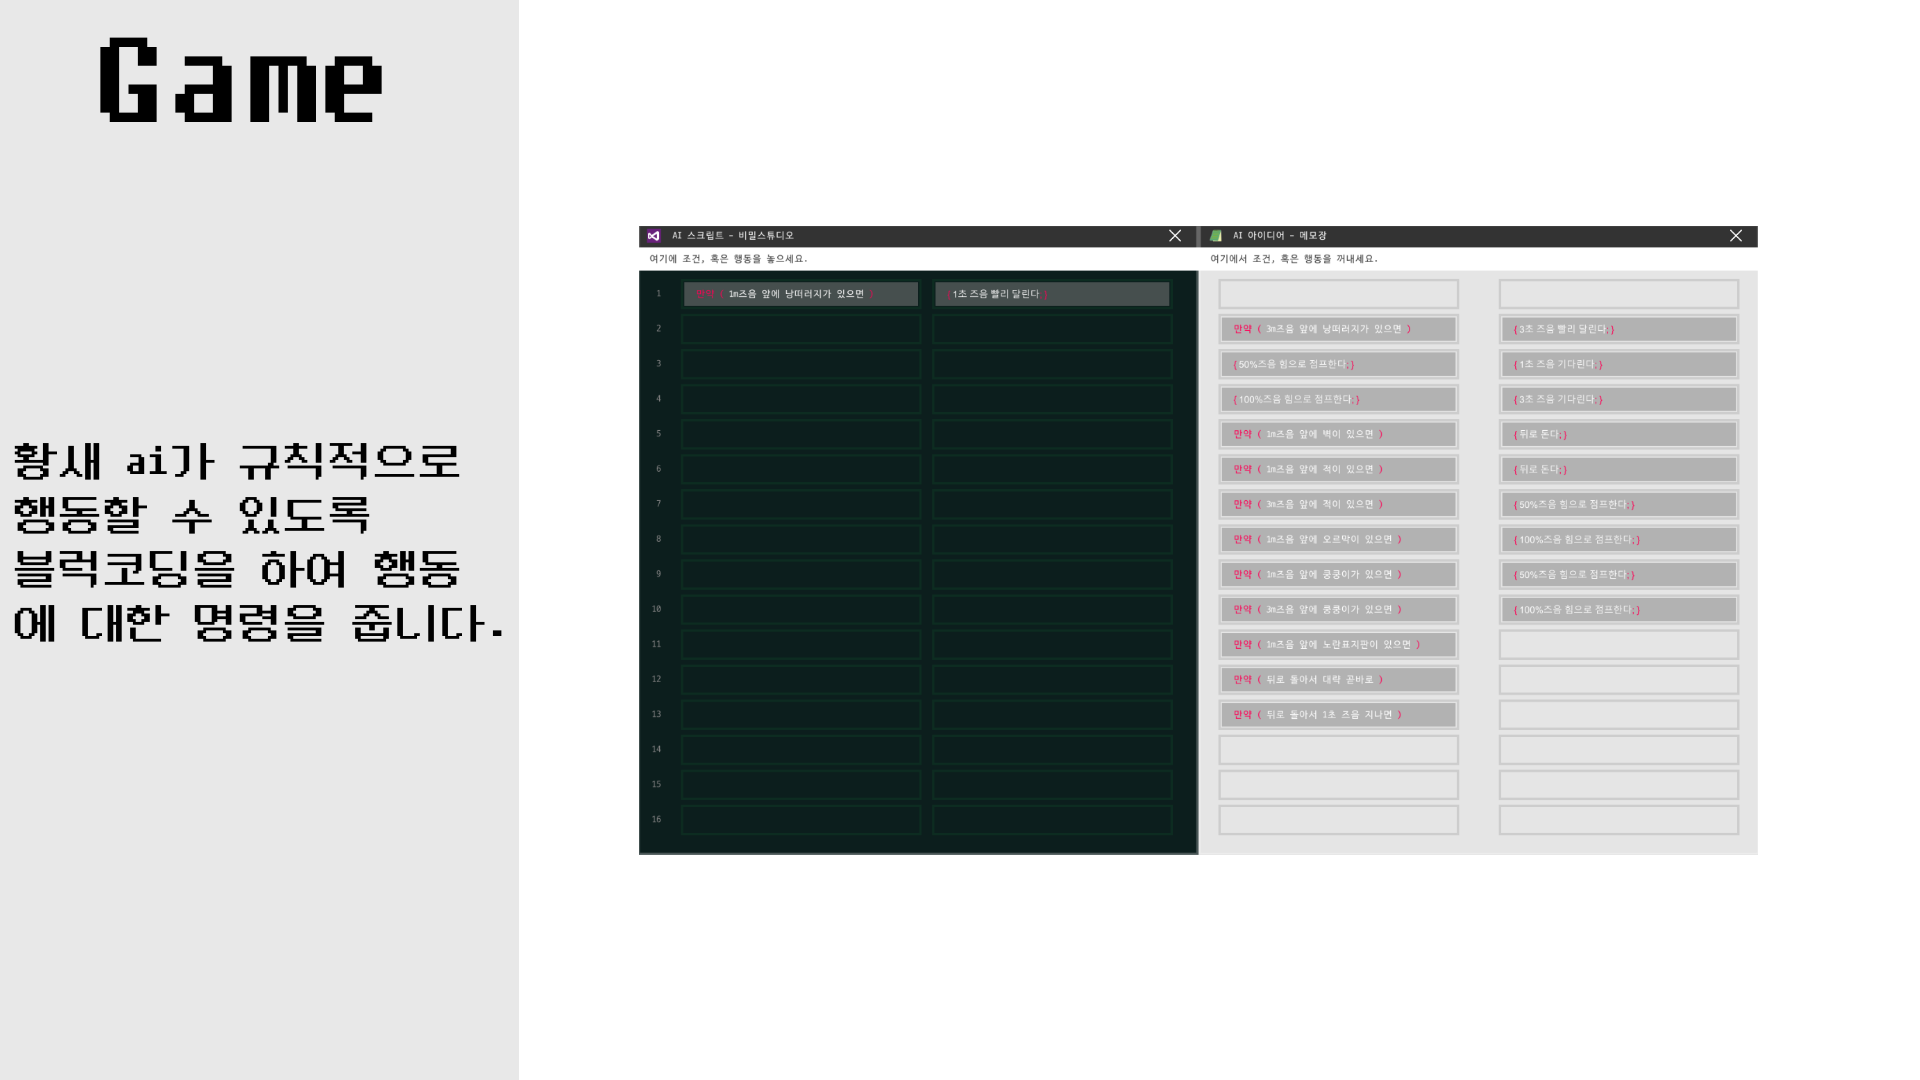 Game
황새 ai가 규칙적으로
행동할 수 있도록
블럭코딩을 하여 행동
에 대한 명령을 줍니다.
AI 스크립트 - 비밀스튜디오
여기에 조건, 혹은 행동을 놓으세요.
1 만약 ( 1m즈음 앞에 낭떠러지가 있으면 ) { 1초 즈음 빨리 달린다 }
2
3
4
5
6
7
8
9
10
11
12
13
14
15
16
AI 아이디어 - 메모장
여기에서 조건, 혹은 행동을 꺼내세요.
만약 ( 3m즈음 앞에 낭떠러지가 있으면 ) { 3초 즈음 빨리 달린다; }
{ 50%즈음 힘으로 점프한다; } { 1초 즈음 기다린다; }
{ 100%즈음 힘으로 점프한다; } { 3초 즈음 기다린다; }
만약 ( 1m즈음 앞에 벽이 있으면 ) { 뒤로 돈다; }
만약 ( 1m즈음 앞에 적이 있으면 ) { 뒤로 돈다; }
만약 ( 3m즈음 앞에 적이 있으면 ) { 50%즈음 힘으로 점프한다; }
만약 ( 1m즈음 앞에 오르막이 있으면 ) { 100%즈음 힘으로 점프한다; }
만약 ( 1m즈음 앞에 쿵쿵이가 있으면 ) { 50%즈음 힘으로 점프한다; }
만약 ( 3m즈음 앞에 쿵쿵이가 있으면 ) { 100%즈음 힘으로 점프한다; }
만약 ( 1m즈음 앞에 노란표지판이 있으면 )
만약 ( 뒤로 돌아서 대략 곧바로 )
만약 ( 뒤로 돌아서 1초 즈음 지나면 )